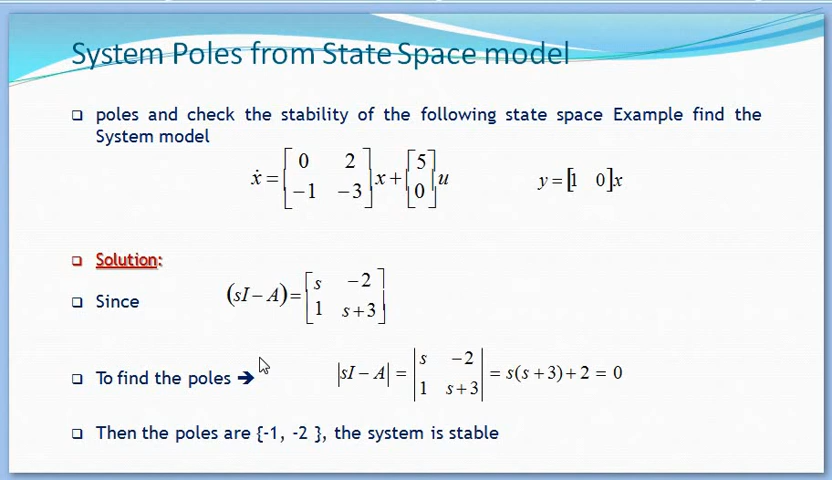 System Poles from State Space model
❑ poles and check the stability of the following state space Example find the
System model
ẋ = [0 2; −1 −3] x + [5; 0] u    y = [1 0] x
❑ Solution:
❑ Since (sI − A) = [s −2; 1 s+3]
❑ To find the poles ➔ |sI − A| = |s −2; 1 s+3| = s(s+3)+2 = 0
❑ Then the poles are {-1, -2 }, the system is stable